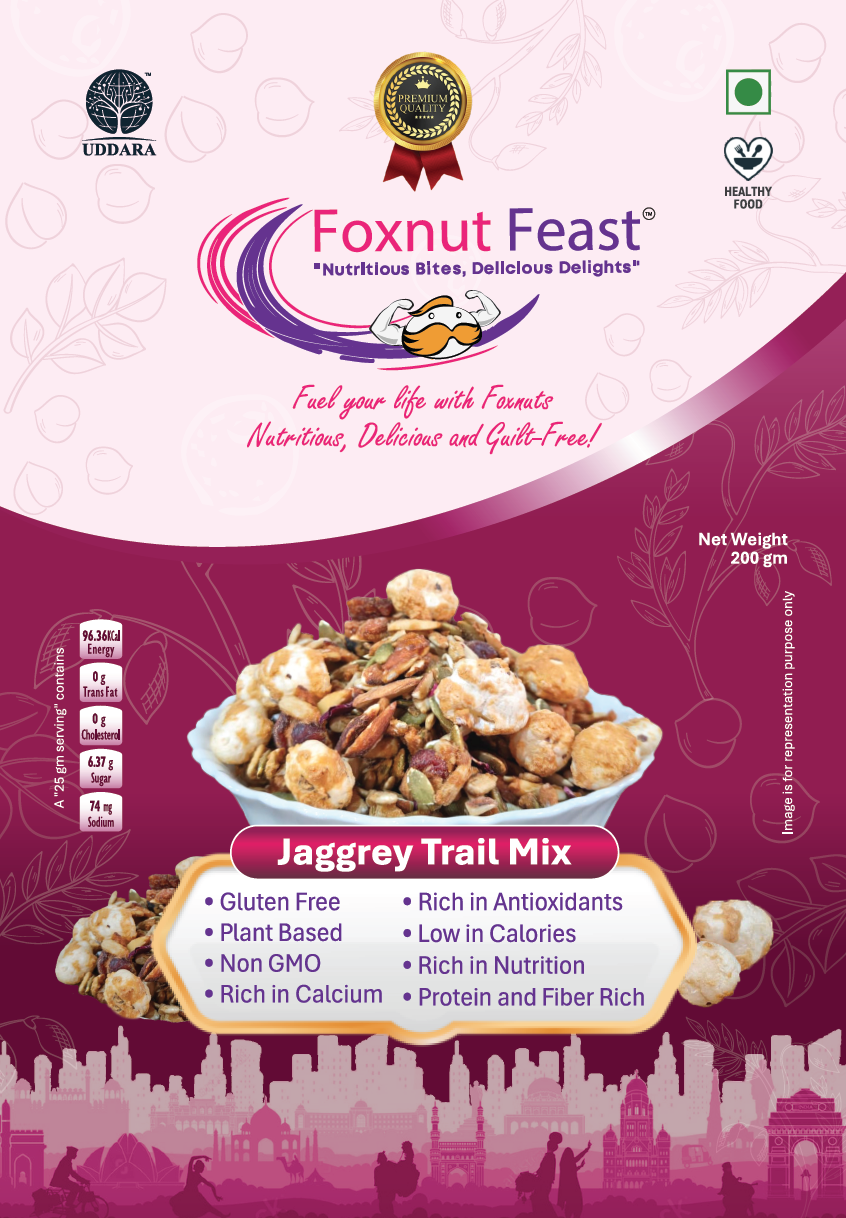 UDDARA
TM
PREMIUM
QUALITY
HEALTHY
FOOD
Foxnut Feast TM
"Nutritious Bites, Delicious Delights"
Fuel your life with Foxnuts
Nutritious, Delicious and Guilt-Free!
Net Weight
200 gm
A "25 gm serving" contains
96.36KCal
Energy
0 g
Trans Fat
0 g
Cholesterol
6.37 g
Sugar
74 mg
Sodium
Image is for representation purpose only
Jaggrey Trail Mix
• Gluten Free
• Plant Based
• Non GMO
• Rich in Calcium
• Rich in Antioxidants
• Low in Calories
• Rich in Nutrition
• Protein and Fiber Rich